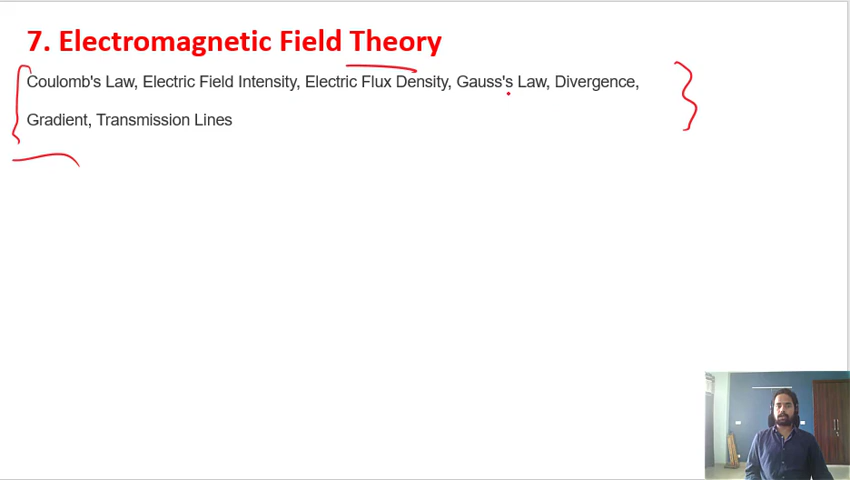 7. Electromagnetic Field Theory
Coulomb's Law, Electric Field Intensity, Electric Flux Density, Gauss's Law, Divergence,
Gradient, Transmission Lines